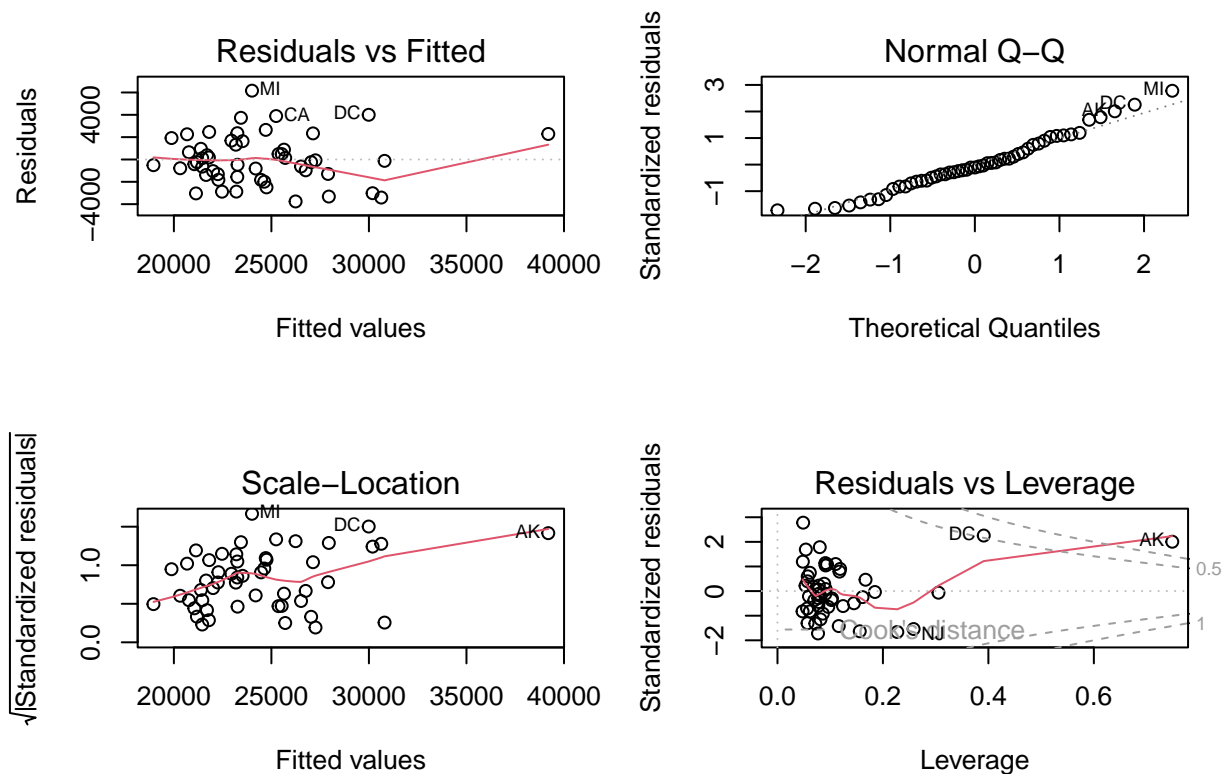 Residuals vs Fitted
Residuals
−4000
4000
MI
CA
DC
20000 25000 30000 35000 40000
Fitted values
Normal Q−Q
Standardized residuals
−1
1
3
AK
DC
MI
−2 −1 0 1 2
Theoretical Quantiles
Scale−Location
√|Standardized residuals|
0.0
1.0
MI
DC
AK
20000 25000 30000 35000 40000
Fitted values
Residuals vs Leverage
Standardized residuals
−2
0
2
DC
AK
NJ
Cook's distance
0.5
1
0.0 0.2 0.4 0.6
Leverage